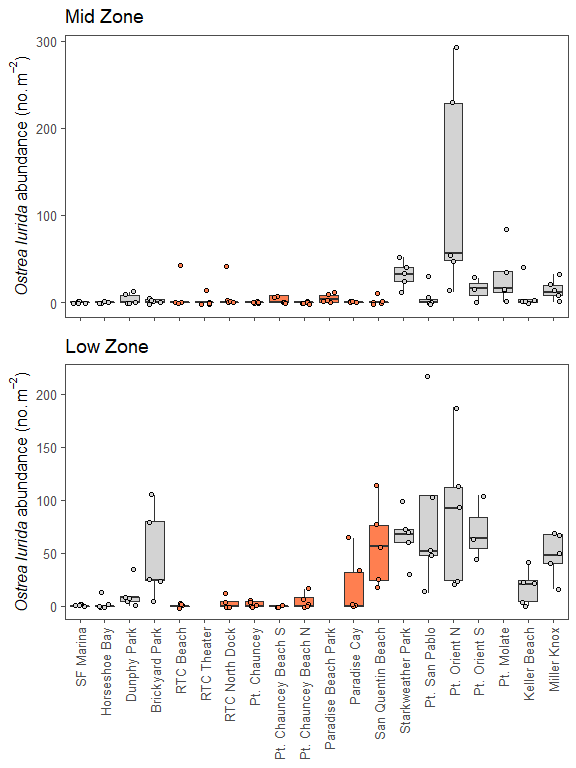 Mid Zone
Ostrea lurida abundance (no. m⁻²)
300
200
100
0
Low Zone
Ostrea lurida abundance (no. m⁻²)
200
150
100
50
0
SF Marina
Horseshoe Bay
Dunphy Park
Brickyard Park
RTC Beach
RTC Theater
RTC North Dock
Pt. Chauncey
Pt. Chauncey Beach S
Pt. Chauncey Beach N
Paradise Beach Park
Paradise Cay
San Quentin Beach
Starkweather Park
Pt. San Pablo
Pt. Orient N
Pt. Orient S
Pt. Molate
Keller Beach
Miller Knox